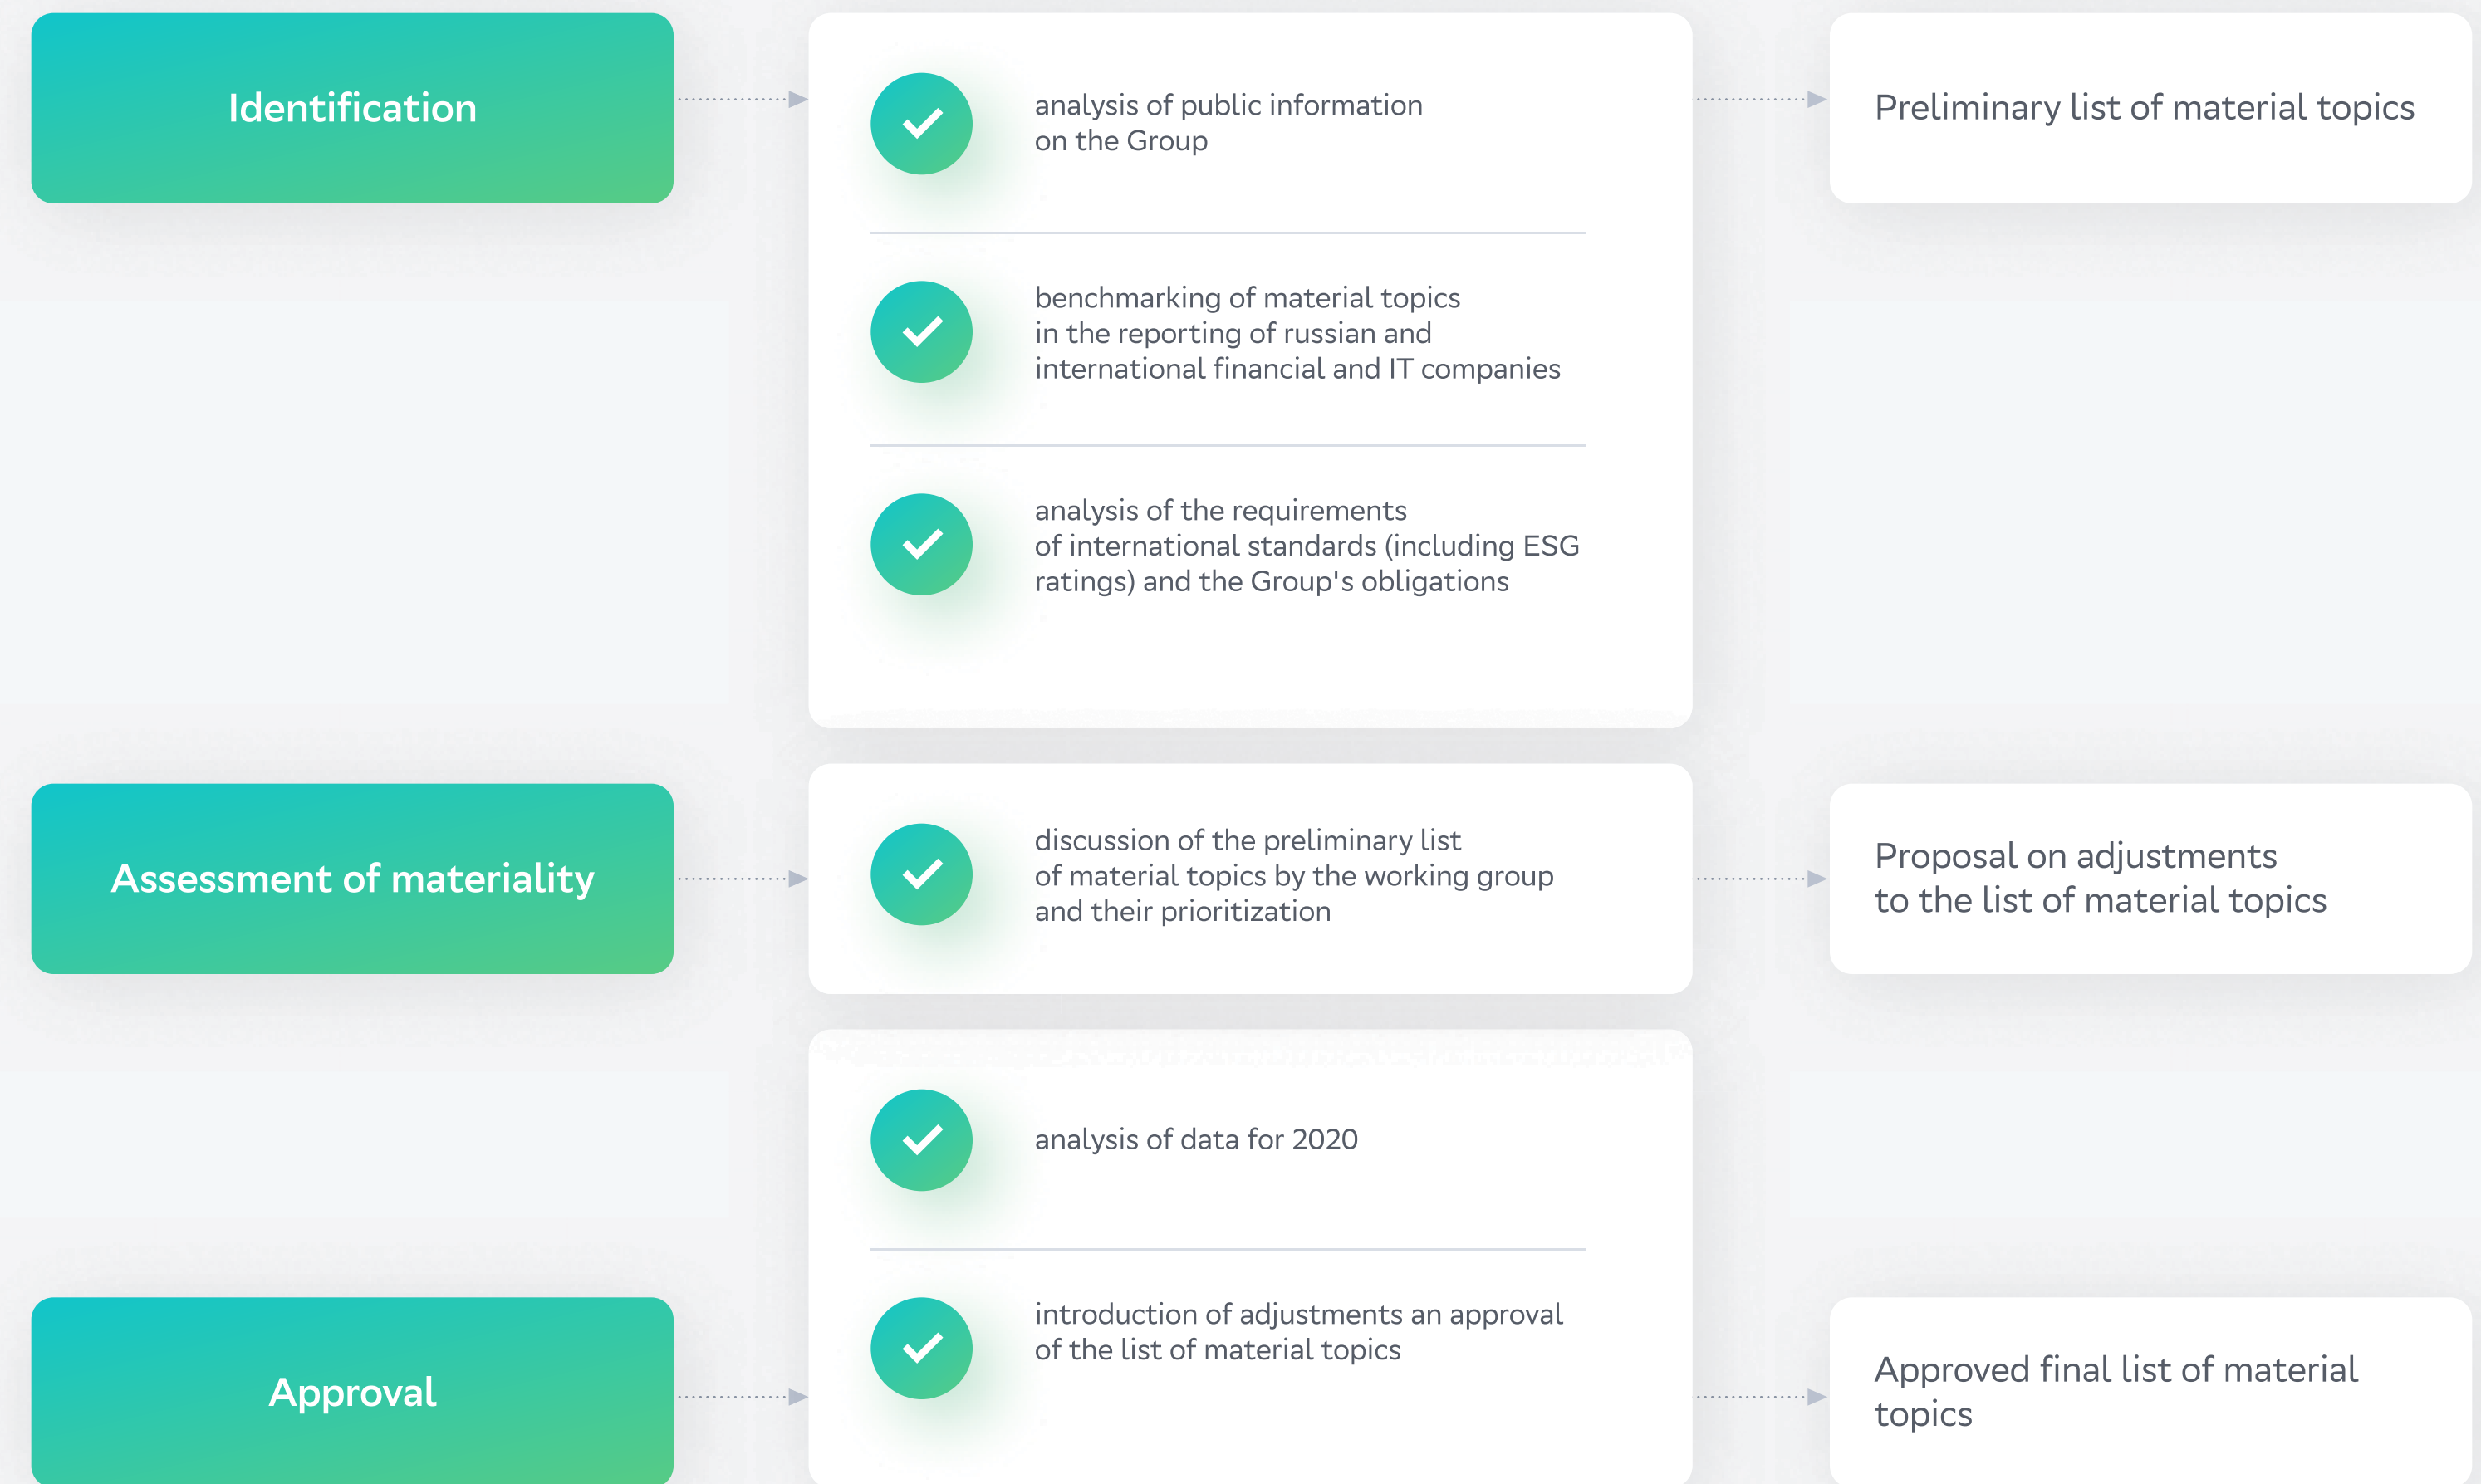 Identification
analysis of public information
on the Group
benchmarking of material topics
in the reporting of russian and
international financial and IT companies
analysis of the requirements
of international standards (including ESG
ratings) and the Group's obligations
Preliminary list of material topics
Assessment of materiality
discussion of the preliminary list
of material topics by the working group
and their prioritization
Proposal on adjustments
to the list of material topics
Approval
analysis of data for 2020
introduction of adjustments an approval
of the list of material topics
Approved final list of material
topics